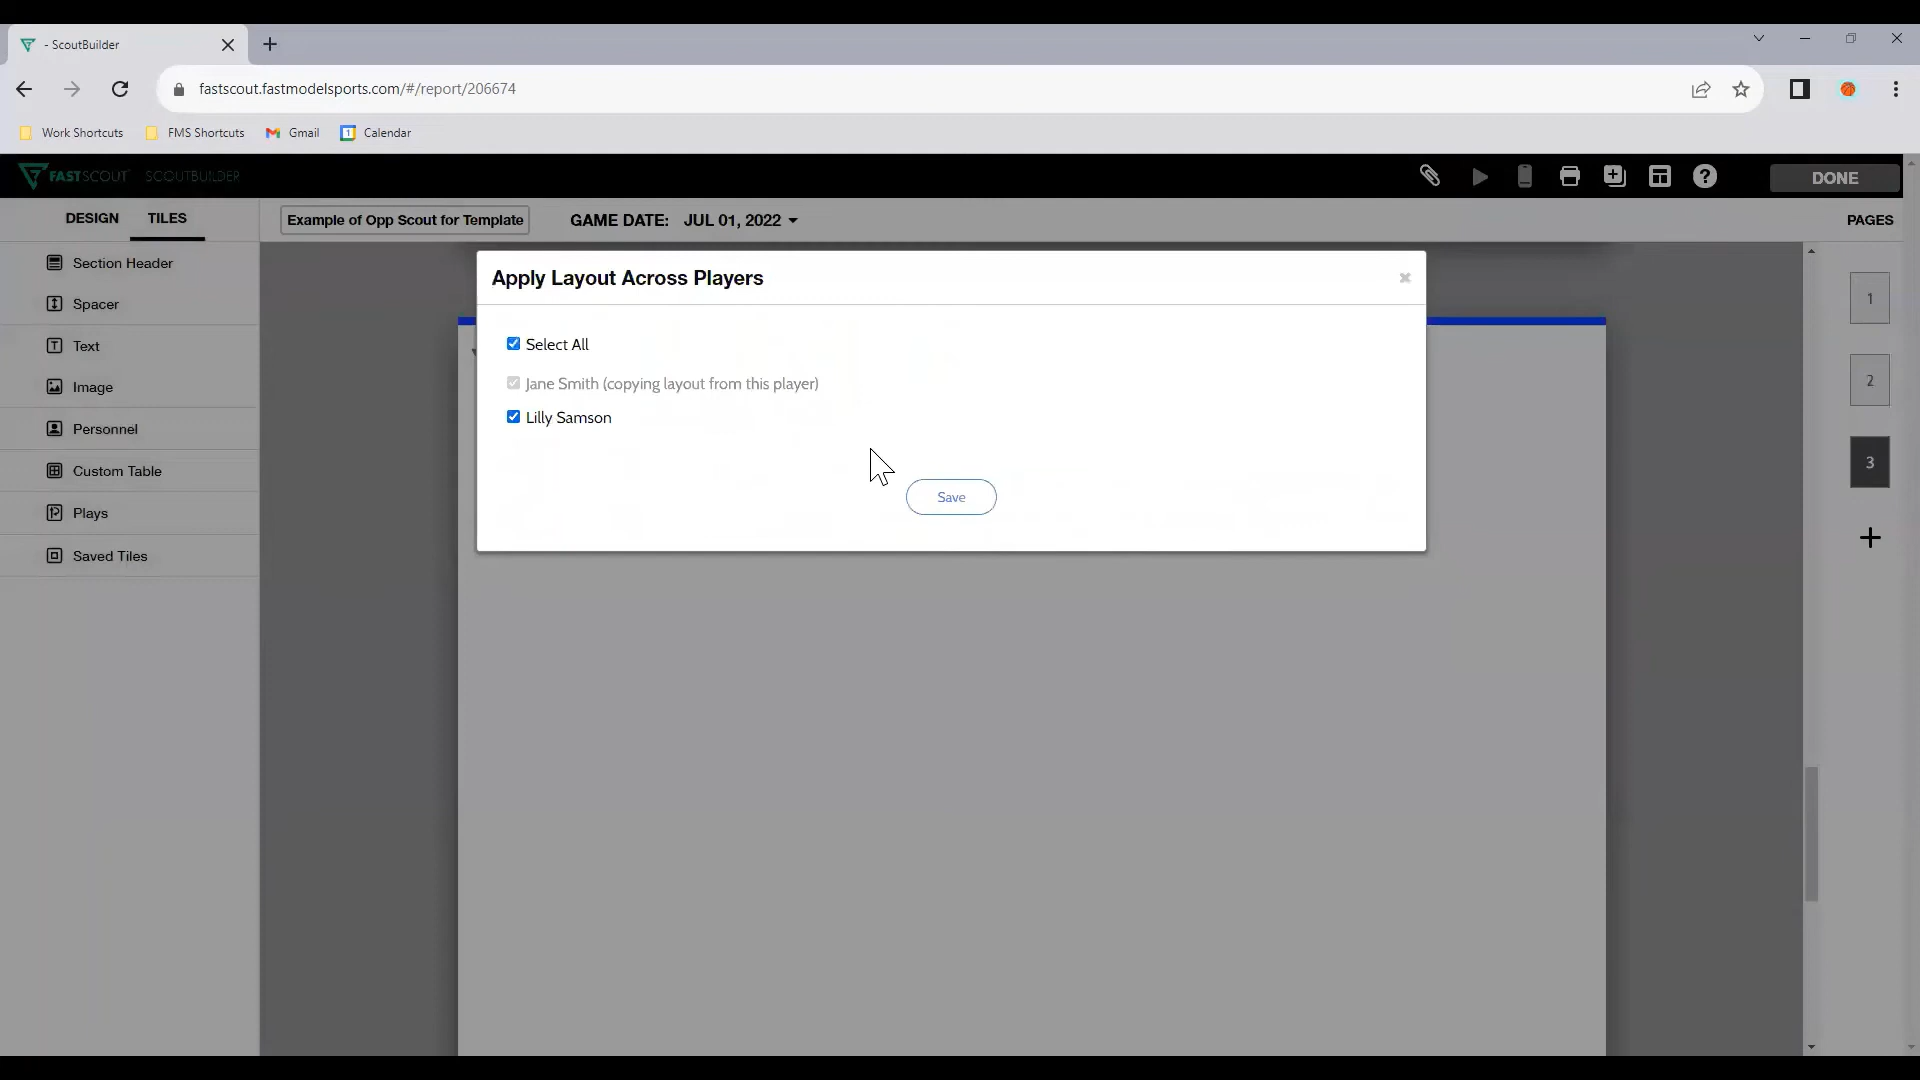 - ScoutBuilder
fastscout.fastmodelsports.com/#/report/206674
Work Shortcuts
FMS Shortcuts
Gmail
1
Calendar
FASTSCOUT SCOUTBUILDER
?
DONE
DESIGN
TILES
Example of Opp Scout for Template
GAME DATE: JUL 01, 2022
PAGES
Section Header
Spacer
Text
Image
Personnel
Custom Table
Plays
Saved Tiles
Apply Layout Across Players
Select All
Jane Smith (copying layout from this player)
Lilly Samson
Save
1
2
3